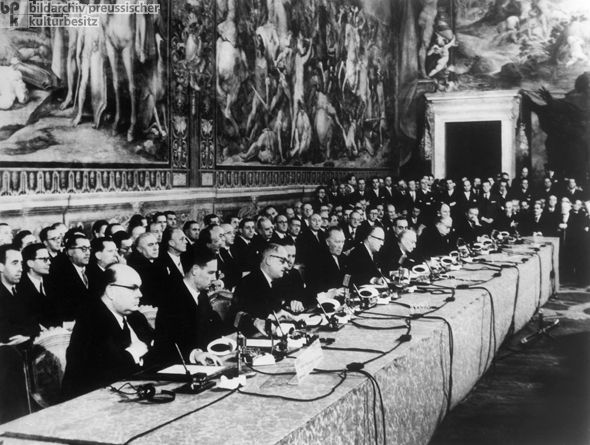 bpk bildarchiv preussischer
kulturbesitz